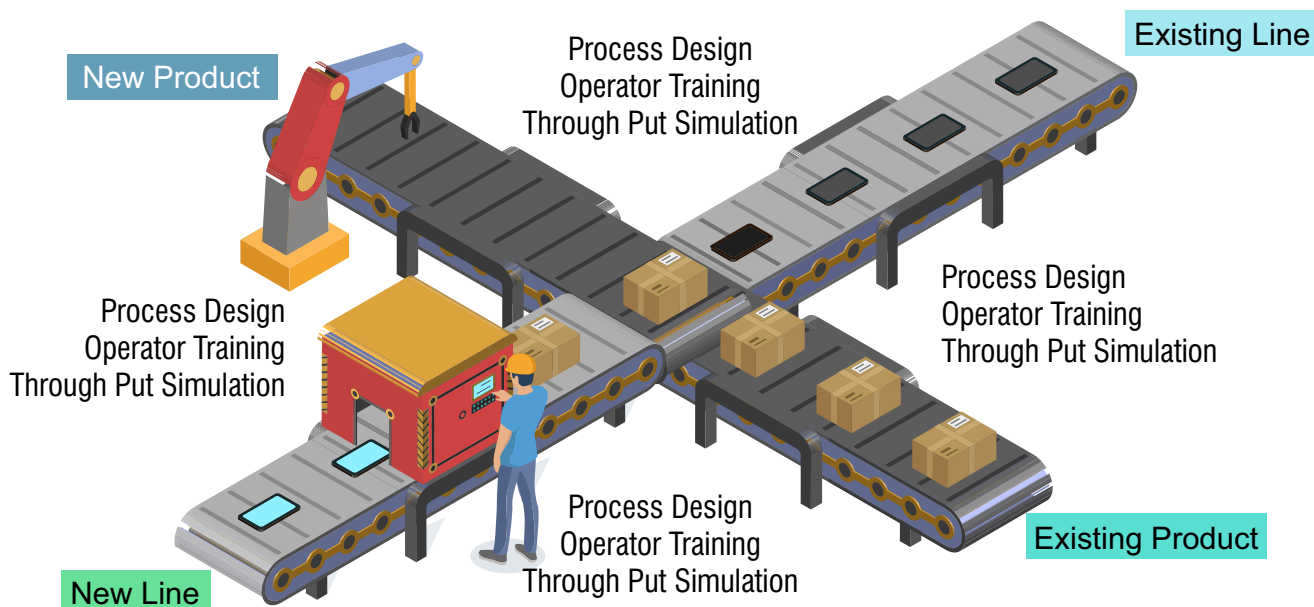 New Product
Process Design
Operator Training
Through Put Simulation
Existing Line
Process Design
Operator Training
Through Put Simulation
Process Design
Operator Training
Through Put Simulation
Process Design
Operator Training
Through Put Simulation
Existing Product
New Line